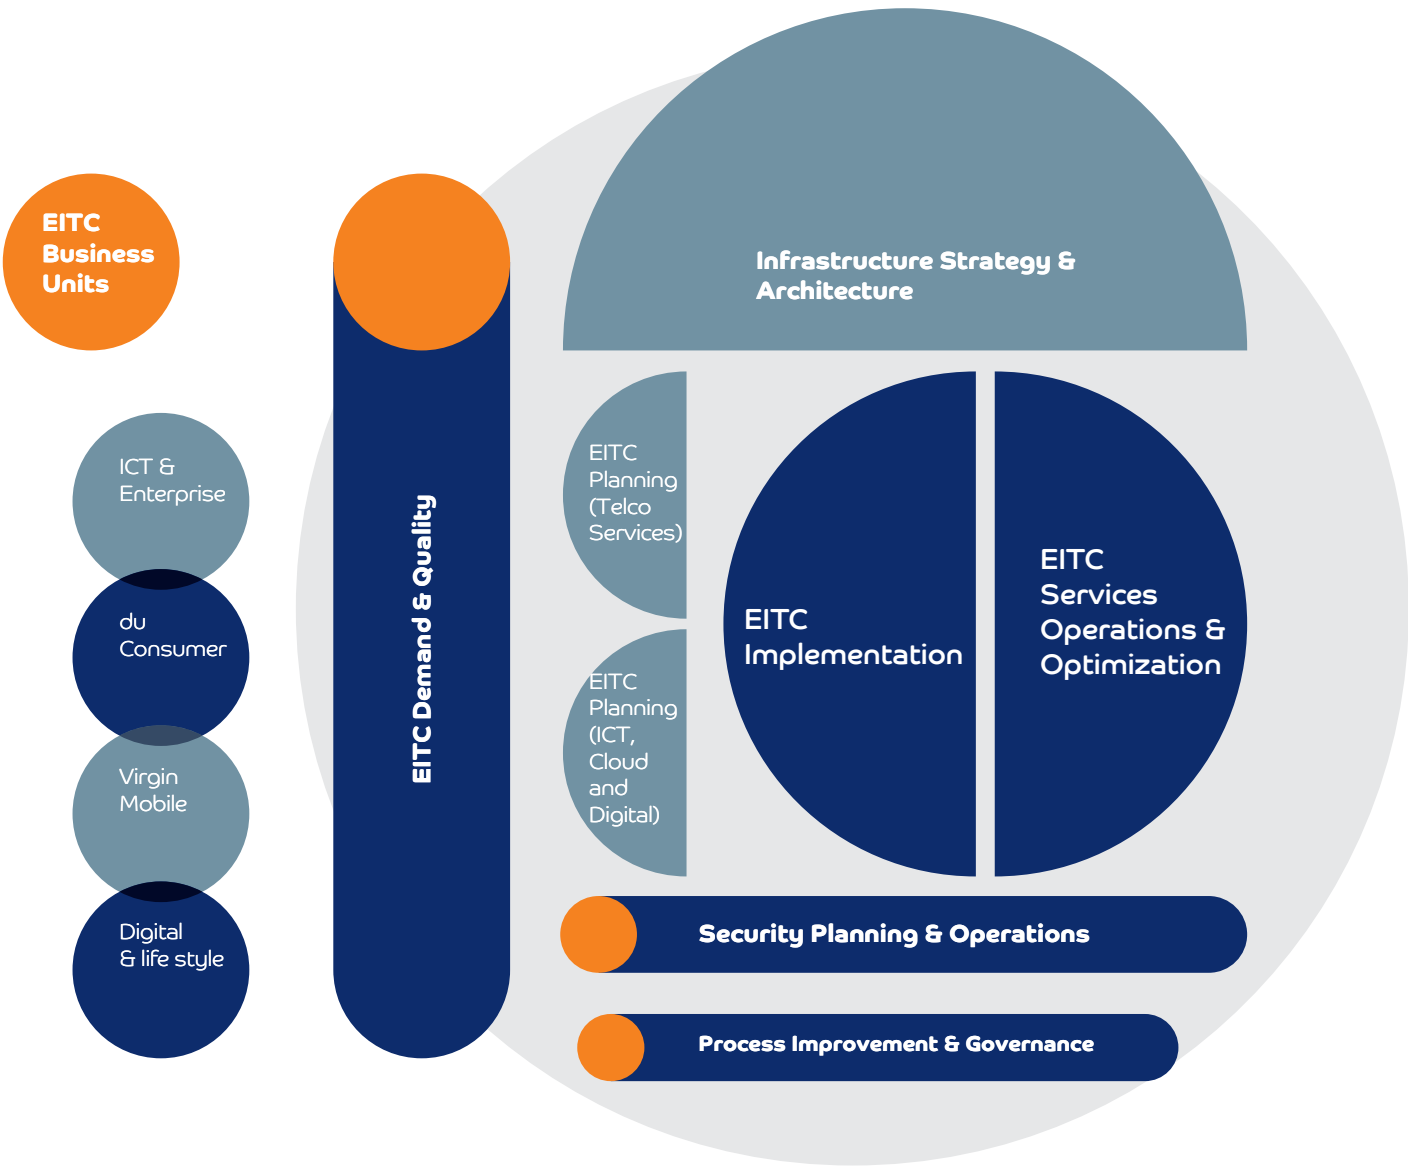 EITC
Business
Units
ICT &
Enterprise
du
Consumer
Virgin
Mobile
Digital
& life style
EITC Demand & Quality
Infrastructure Strategy &
Architecture
EITC
Planning
(Telco
Services)
EITC
Planning
(ICT,
Cloud
and
Digital)
EITC
Implementation
EITC
Services
Operations &
Optimization
Security Planning & Operations
Process Improvement & Governance